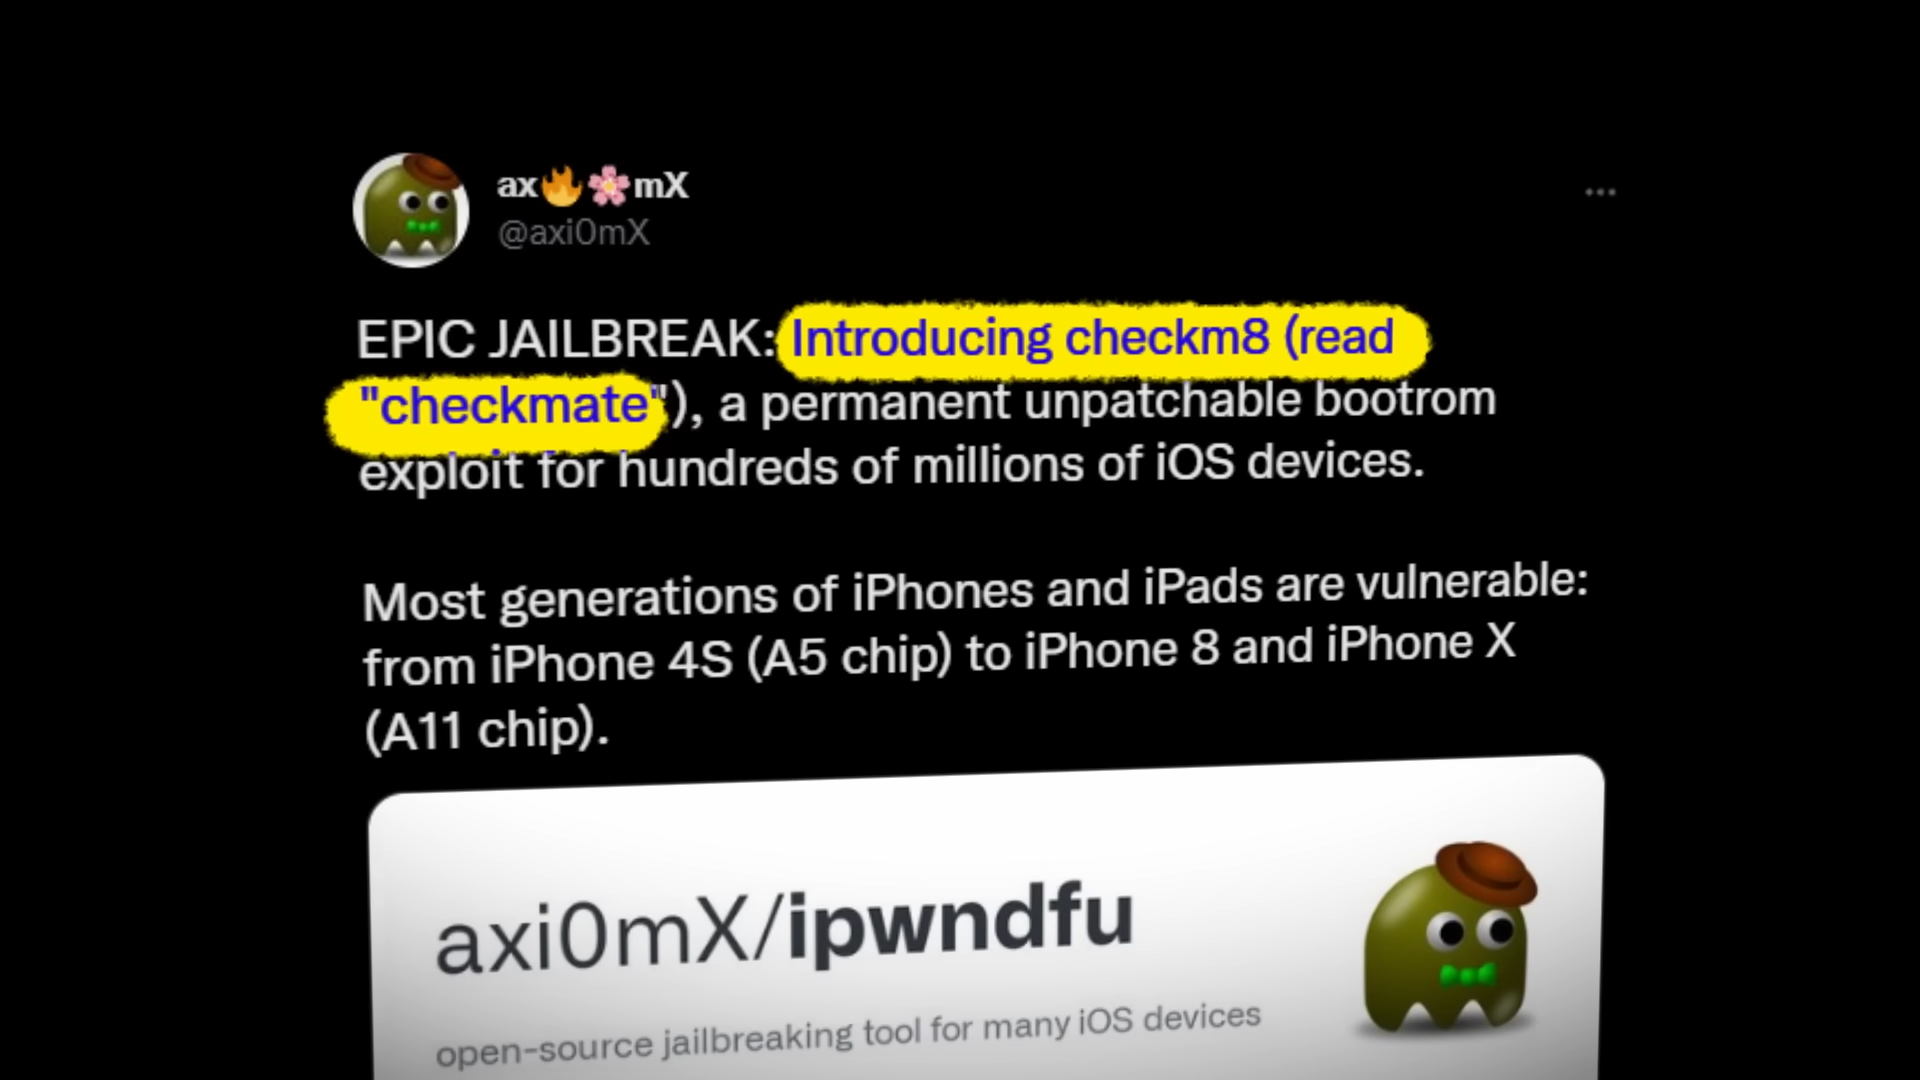 ax🔥🌸mX
@axi0mX
EPIC JAILBREAK: Introducing checkm8 (read
"checkmate"), a permanent unpatchable bootrom
exploit for hundreds of millions of iOS devices.
Most generations of iPhones and iPads are vulnerable:
from iPhone 4S (A5 chip) to iPhone 8 and iPhone X
(A11 chip).
axi0mX/ipwndfu
open-source jailbreaking tool for many iOS devices